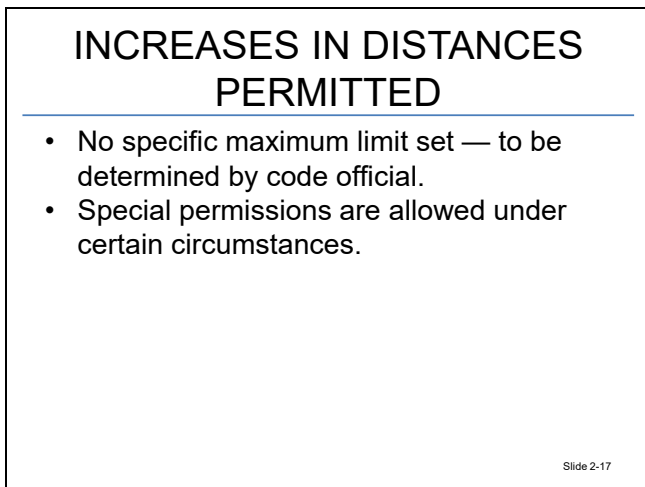 INCREASES IN DISTANCES
PERMITTED
• No specific maximum limit set — to be
determined by code official.
• Special permissions are allowed under
certain circumstances.
Slide 2-17